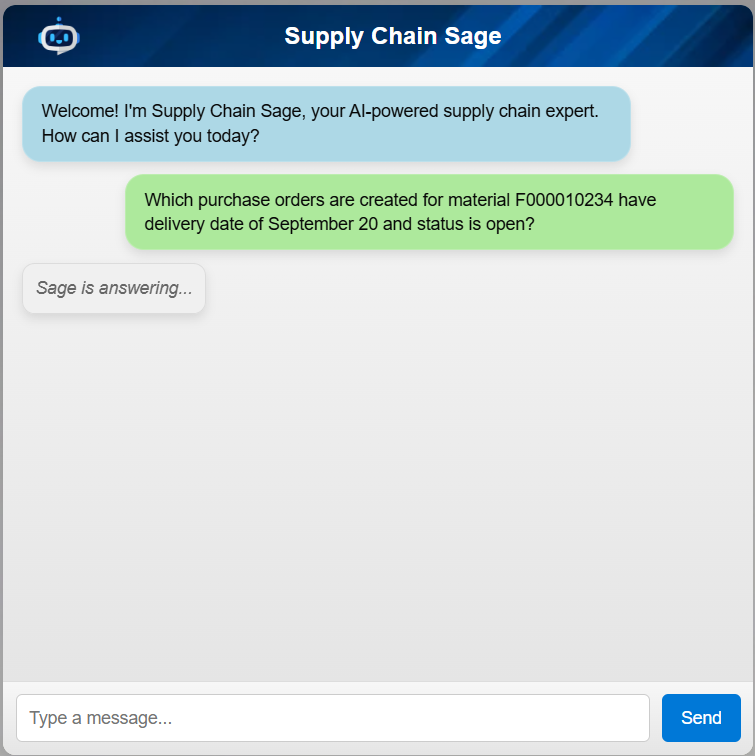 Supply Chain Sage
Welcome! I'm Supply Chain Sage, your AI-powered supply chain expert.
How can I assist you today?
Which purchase orders are created for material F000010234 have
delivery date of September 20 and status is open?
Sage is answering...
Type a message...
Send